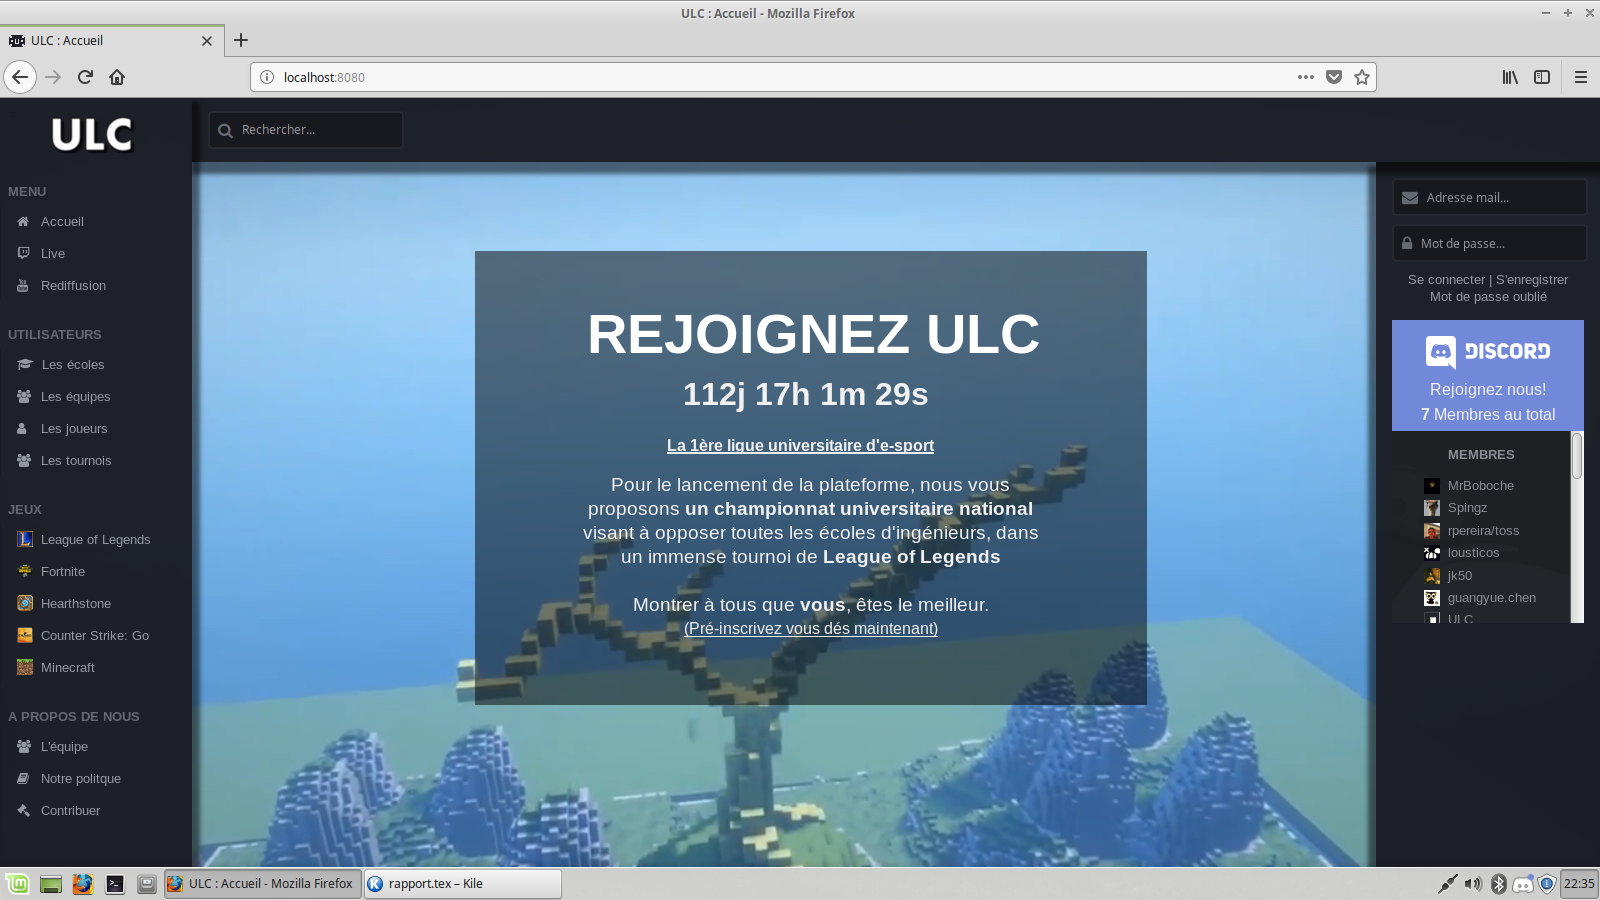 ULC : Accueil - Mozilla Firefox
ULC : Accueil
localhost:8080
ULC
Rechercher...
MENU
Accueil
Live
Rediffusion
UTILISATEURS
Les écoles
Les équipes
Les joueurs
Les tournois
JEUX
League of Legends
Fortnite
Hearthstone
Counter Strike: Go
Minecraft
A PROPOS DE NOUS
L'équipe
Notre politque
Contribuer
REJOIGNEZ ULC
112j 17h 1m 29s
La 1ère ligue universitaire d'e-sport
Pour le lancement de la plateforme, nous vous
proposons un championnat universitaire national
visant à opposer toutes les écoles d'ingénieurs, dans
un immense tournoi de League of Legends
Montrer à tous que vous, êtes le meilleur.
(Pré-inscrivez vous dés maintenant)
Adresse mail...
Mot de passe...
Se connecter | S'enregistrer
Mot de passe oublié
DISCORD
Rejoignez nous!
7 Membres au total
MEMBRES
MrBoboche
Spingz
rpereira/toss
lousticos
jk50
guangyue.chen
ULC
ULC : Accueil - Mozilla Firefox
rapport.tex – Kile
22:35